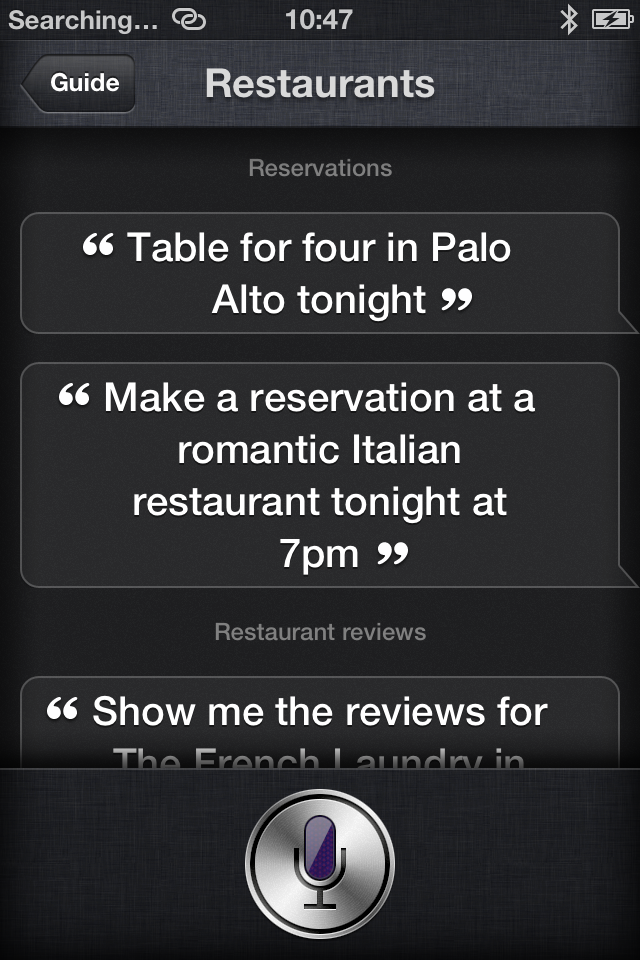 Searching... 10:47
Guide Restaurants
Reservations
“ Table for four in Palo
Alto tonight ”
“ Make a reservation at a
romantic Italian
restaurant tonight at
7pm ”
Restaurant reviews
“ Show me the reviews for
The French Laundry in